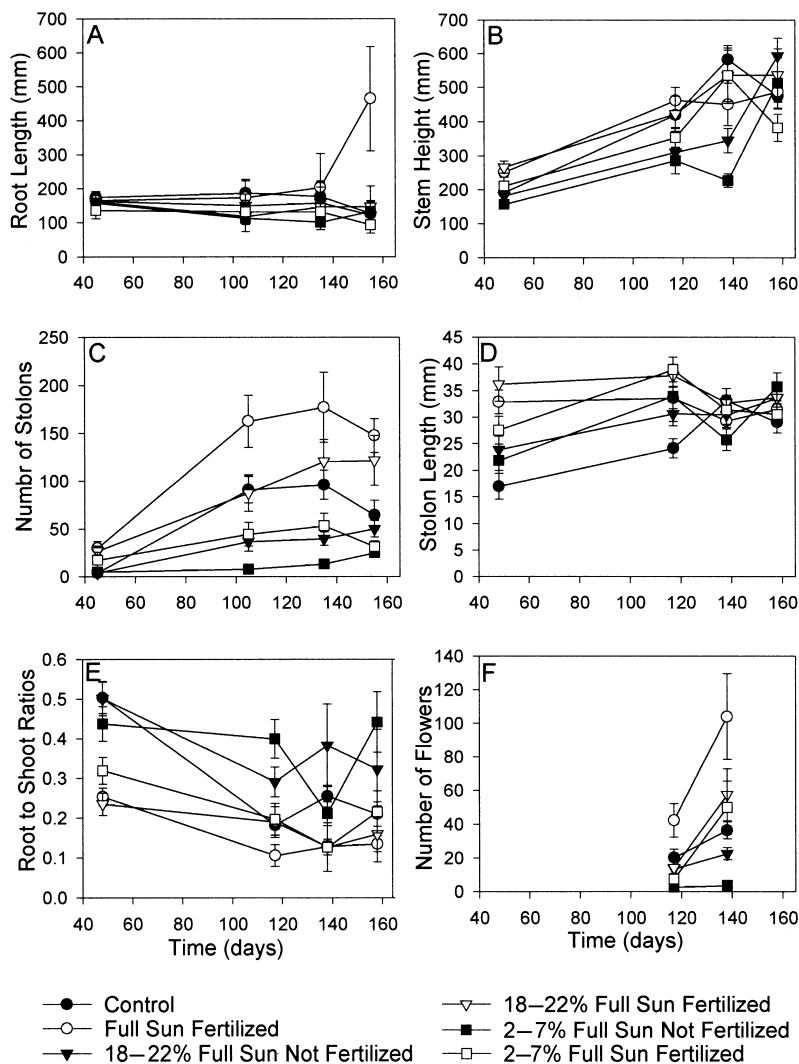 A
Root Length (mm)
700
600
500
400
300
200
100
0
40 60 80 100 120 140 160
B
Stem Height (mm)
700
600
500
400
300
200
100
0
40 60 80 100 120 140 160
C
Numbr of Stolons
250
200
150
100
50
0
40 60 80 100 120 140 160
D
Stolon Length (mm)
45
40
35
30
25
20
15
10
5
0
40 60 80 100 120 140 160
E
Root to Shoot Ratios
0.6
0.5
0.4
0.3
0.2
0.1
0.0
40 60 80 100 120 140 160
Time (days)
F
Number of Flowers
140
120
100
80
60
40
20
0
40 60 80 100 120 140 160
Time (days)
Control
Full Sun Fertilized
18–22% Full Sun Not Fertilized
18–22% Full Sun Fertilized
2–7% Full Sun Not Fertilized
2–7% Full Sun Fertilized